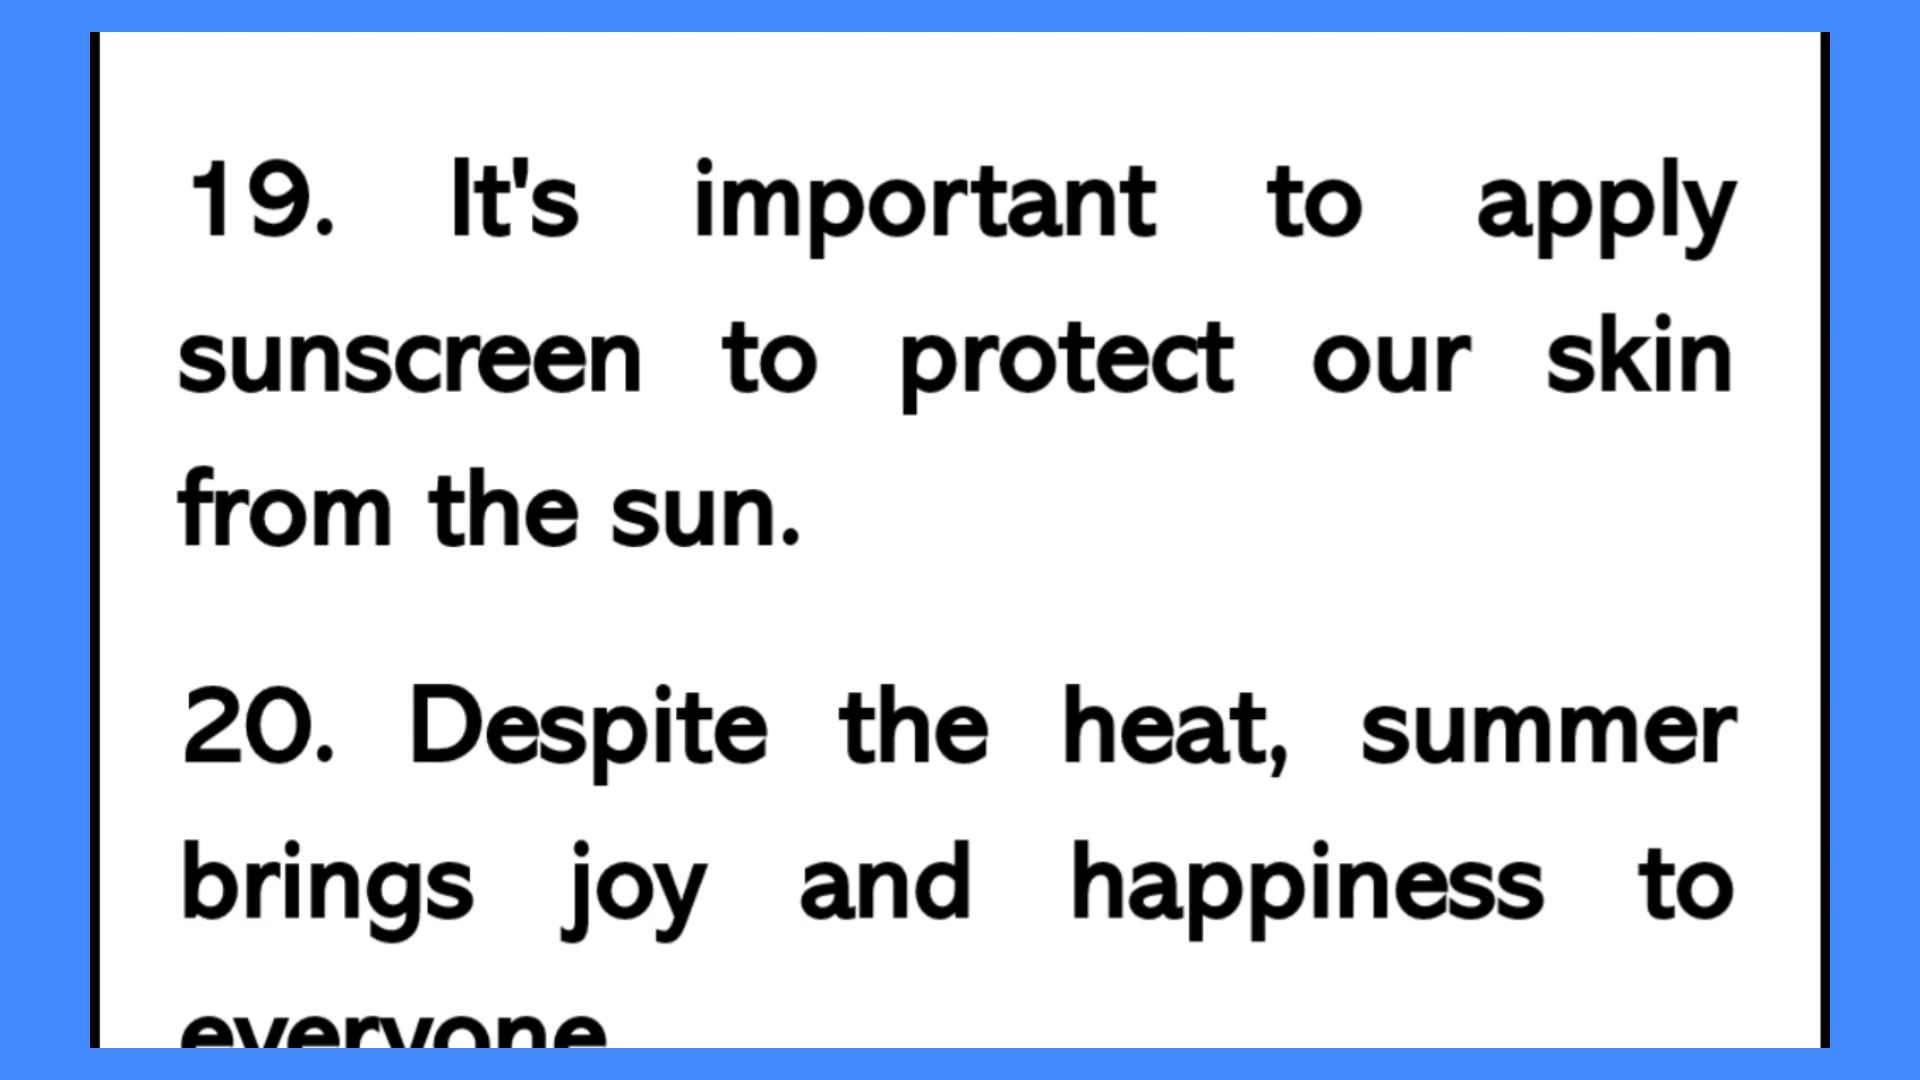 19. It's important to apply
sunscreen to protect our skin
from the sun.
20. Despite the heat, summer
brings joy and happiness to
everyone